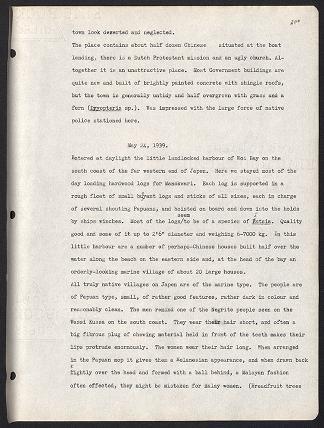 town look deserted and neglected.
The place contains about half dozen Chinese situated at the boat
landing, there is a Dutch Protestant mission and an ugly church. Al-
together it is an unattractive place. Most Government buildings are
quite new and built of brightly painted concrete with shingle roofs,
but the town is generally untidy and half overgrown with grass and a
fern ( sp.). Was impressed with the large force of native
police stationed here.
May 24, 1939.
Entered at daylight the little landlocked harbour of Bay on the
south coast of the far western end of Japen. Here we stayed most of the
day loading hardwood logs for Manokwari. Each log is supported in a
rough float of small buoyant logs and sticks of all sizes, each in charge
of several shouting Papuans, and hoisted on board and down into the holds
by ships winches. Most of the logs seem to be of a species of Quality
good and some of it up to 2'6" diameter and weighing 6-7000 kg. In this
little harbour are a number of perhaps Chinese houses built half over the
water along the beach on the eastern side and, at the head of the bay an
orderly-looking marine village of about 20 large houses.
All truly native villages on Japen are of the marine type. The people are
of Papuan type, small, of rather good features, rather dark in colour and
reasonably clean. The men remind one of the Negrito people seen on the
Wassi Kussa on the south coast. They wear their hair short, and often a
big fibrous plug of chewing material held in front of the teeth makes their
lips protrude enormously. The women wear their hair long. When arranged
in the Papuan mop it gives them a Melanesian appearance, and when drawn back
tightly over the head and formed with a ball behind, a Malayan fashion
often effected, they might be mistaken for Malay women. (Breadfruit trees